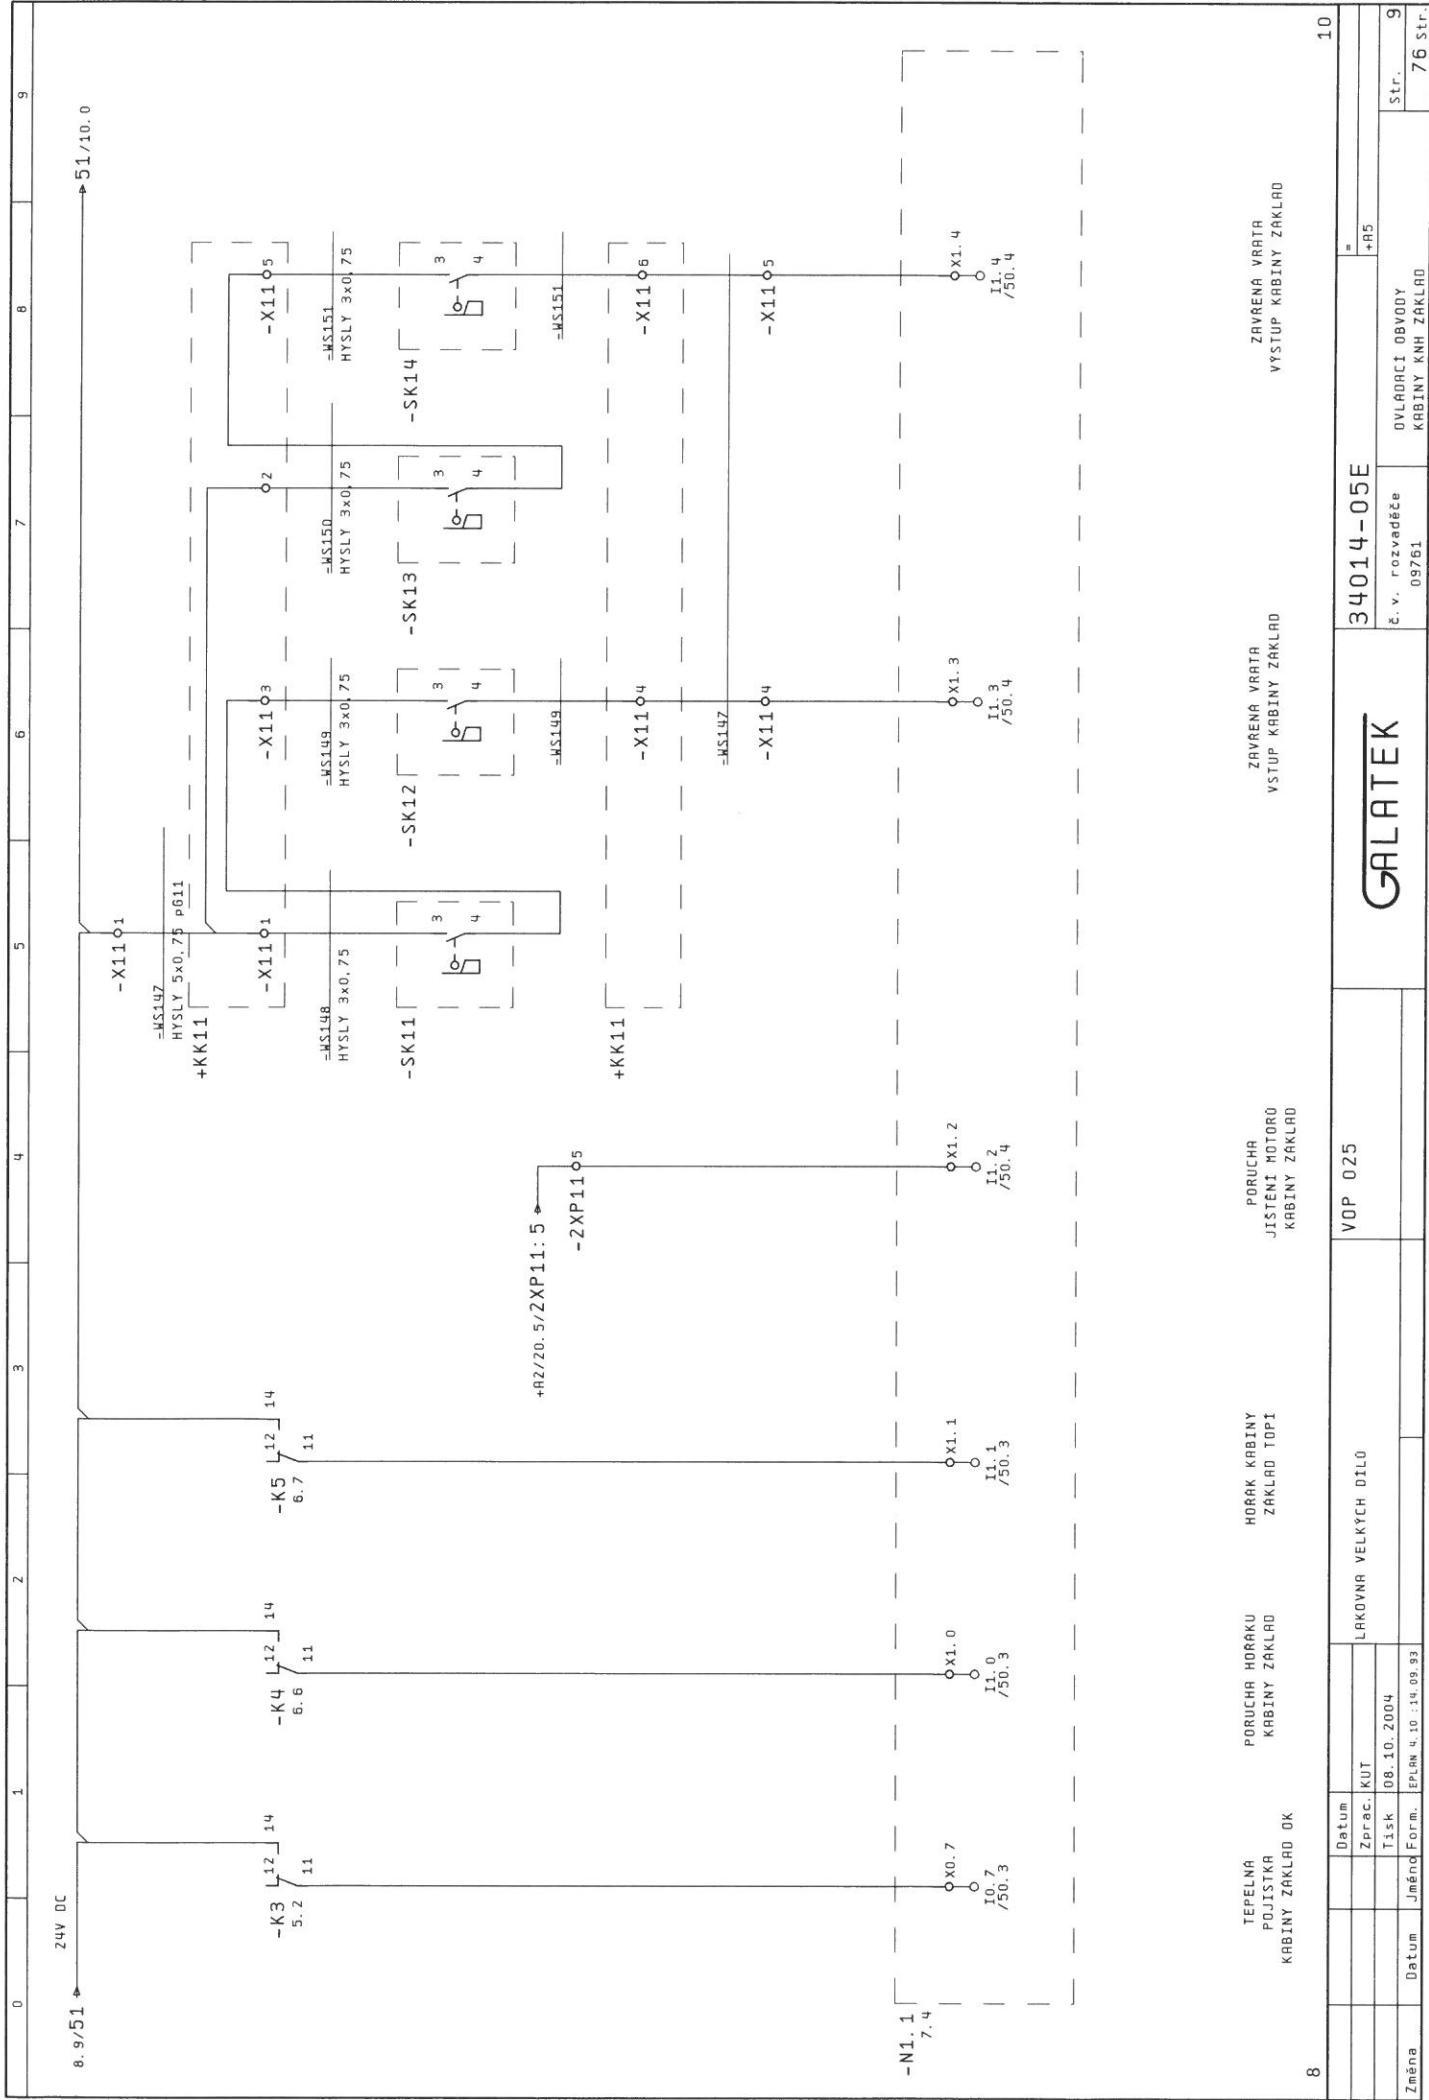 0 1 2 3 4 5 6 7 8 9
8.9/51
24V DC
51/10.0
-X11 1
-WS147
HYSLY 5x0,75 pG11
+KK11
-X11 1
-X11 3
2
-X11 5
-K3
5.2
12
14
11
-K4
6.6
12
14
11
-K5
6.7
12
14
11
-WS148
HYSLY 3x0,75
-WS149
HYSLY 3x0,75
-WS150
HYSLY 3x0,75
-WS151
HYSLY 3x0,75
-SK11
3
4
-SK12
3
4
-SK13
3
4
-SK14
3
4
+A2/20.5/2XP11:5
-2XP11 5
-WS149
-WS151
+KK11
-X11 4
-X11 6
-WS147
-X11 4
-X11 5
-N1.1
7.4
X0.7
I0.7
/50.3
X1.0
I1.0
/50.3
X1.1
I1.1
/50.3
X1.2
I1.2
/50.4
X1.3
I1.3
/50.4
X1.4
I1.4
/50.4
TEPELNÁ
POJISTKA
KABINY ZÁKLAD OK
PORUCHA HOŘÁKU
KABINY ZÁKLAD
HOŘÁK KABINY
ZÁKLAD TOPÍ
PORUCHA
JIŠTĚNÍ MOTORŮ
KABINY ZÁKLAD
ZAVŘENÁ VRATA
VSTUP KABINY ZÁKLAD
ZAVŘENÁ VRATA
VÝSTUP KABINY ZÁKLAD
8
10
Změna
Datum
Jméno
Datum
Zprac. KUT
Tisk 08.10.2004
Form. EPLAN 4.10 :14.09.93
LAKOVNA VELKÝCH DÍLŮ
VOP 025
GALATEK
34014-05E
č.v. rozvaděče
09761
OVLÁDACÍ OBVODY
KABINY KNH ZÁKLAD
=
+A5
Str. 9
76 Str.